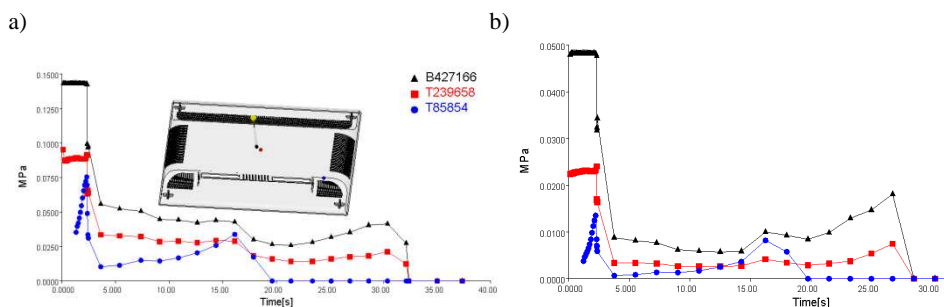 a)
b)
B427166
T239658
T85854
0.1500
0.1250
0.1000
0.0750
0.0500
0.0250
0.0000
MPa
0.0000 5.000 10.000 15.00 20.00 25.00 30.00 35.00 40.00
Time[s]
0.0500
0.0400
0.0300
0.0200
0.0100
0.0000
MPa
0.0000 5.000 10.000 15.00 20.00 25.00 30.00
Time[s]